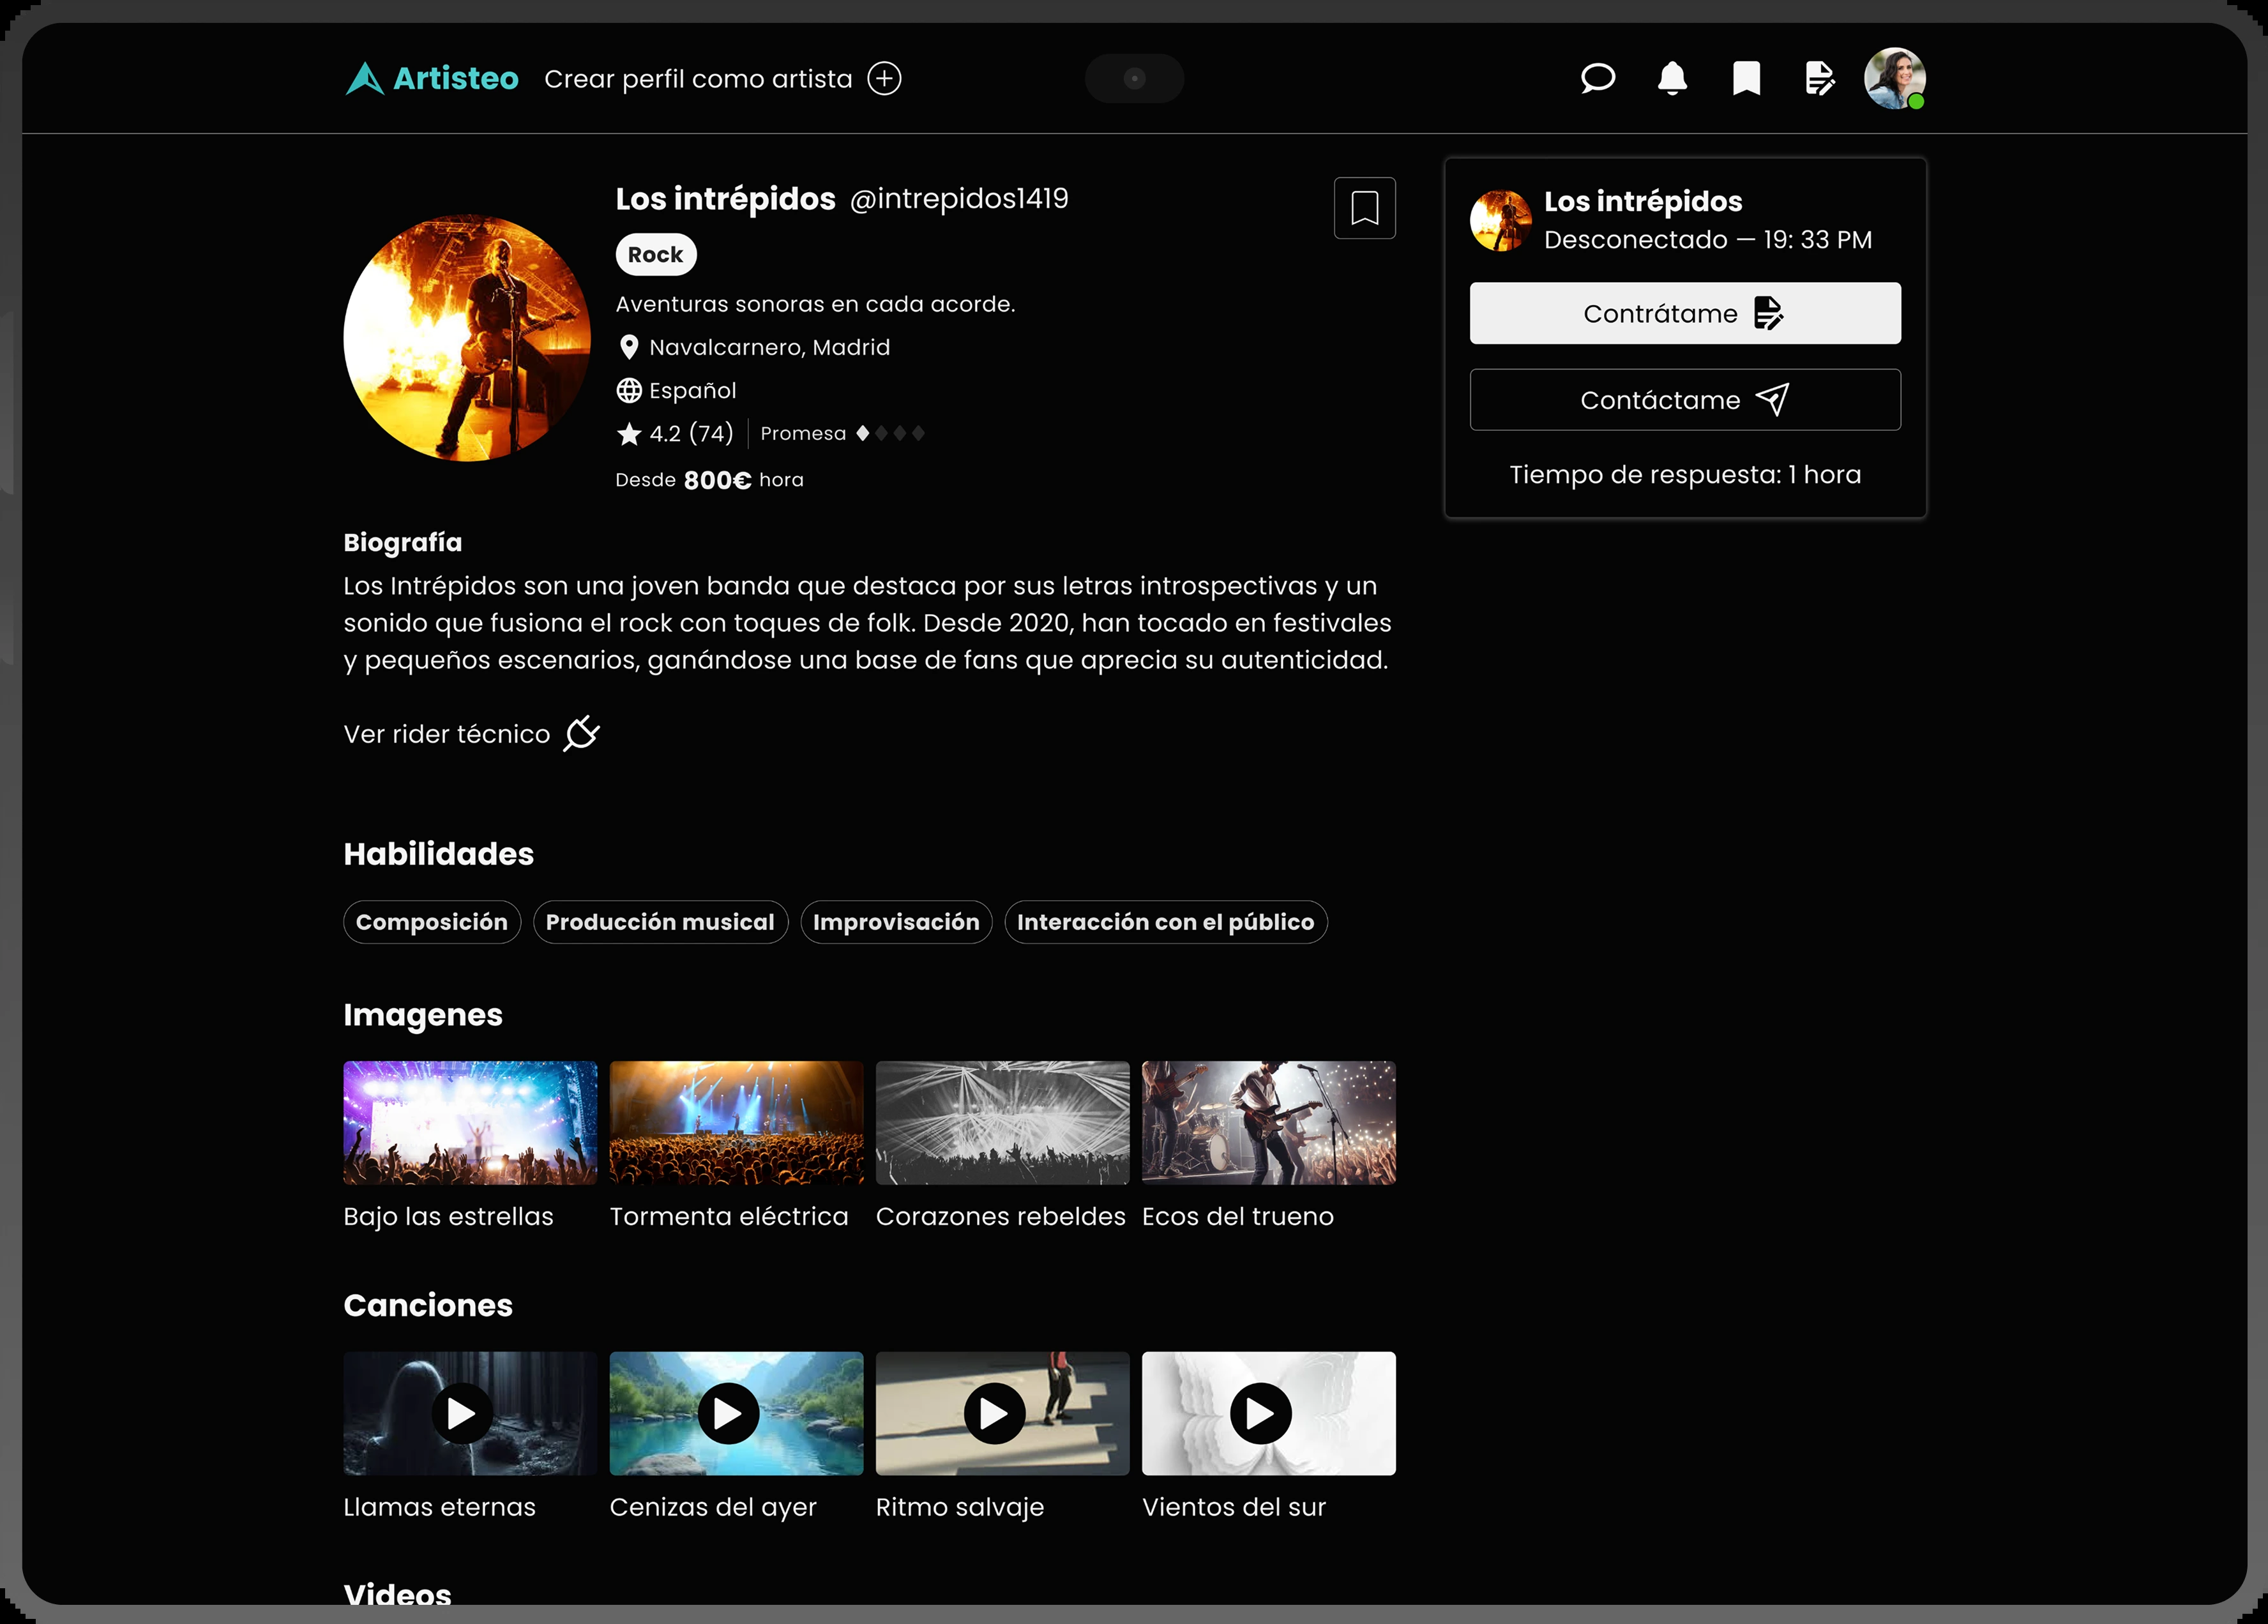 Artisteo
Crear perfil como artista
Los intrépidos @intrepidos1419
Rock
Aventuras sonoras en cada acorde.
Navalcarnero, Madrid
Español
4.2 (74) Promesa
Desde 800€ hora
Los intrépidos
Desconectado — 19: 33 PM
Contrátame
Contáctame
Tiempo de respuesta: 1 hora
Biografía
Los Intrépidos son una joven banda que destaca por sus letras introspectivas y un
sonido que fusiona el rock con toques de folk. Desde 2020, han tocado en festivales
y pequeños escenarios, ganándose una base de fans que aprecia su autenticidad.
Ver rider técnico
Habilidades
Composición Producción musical Improvisación Interacción con el público
Imagenes
Bajo las estrellas Tormenta eléctrica Corazones rebeldes Ecos del trueno
Canciones
Llamas eternas Cenizas del ayer Ritmo salvaje Vientos del sur
Videos